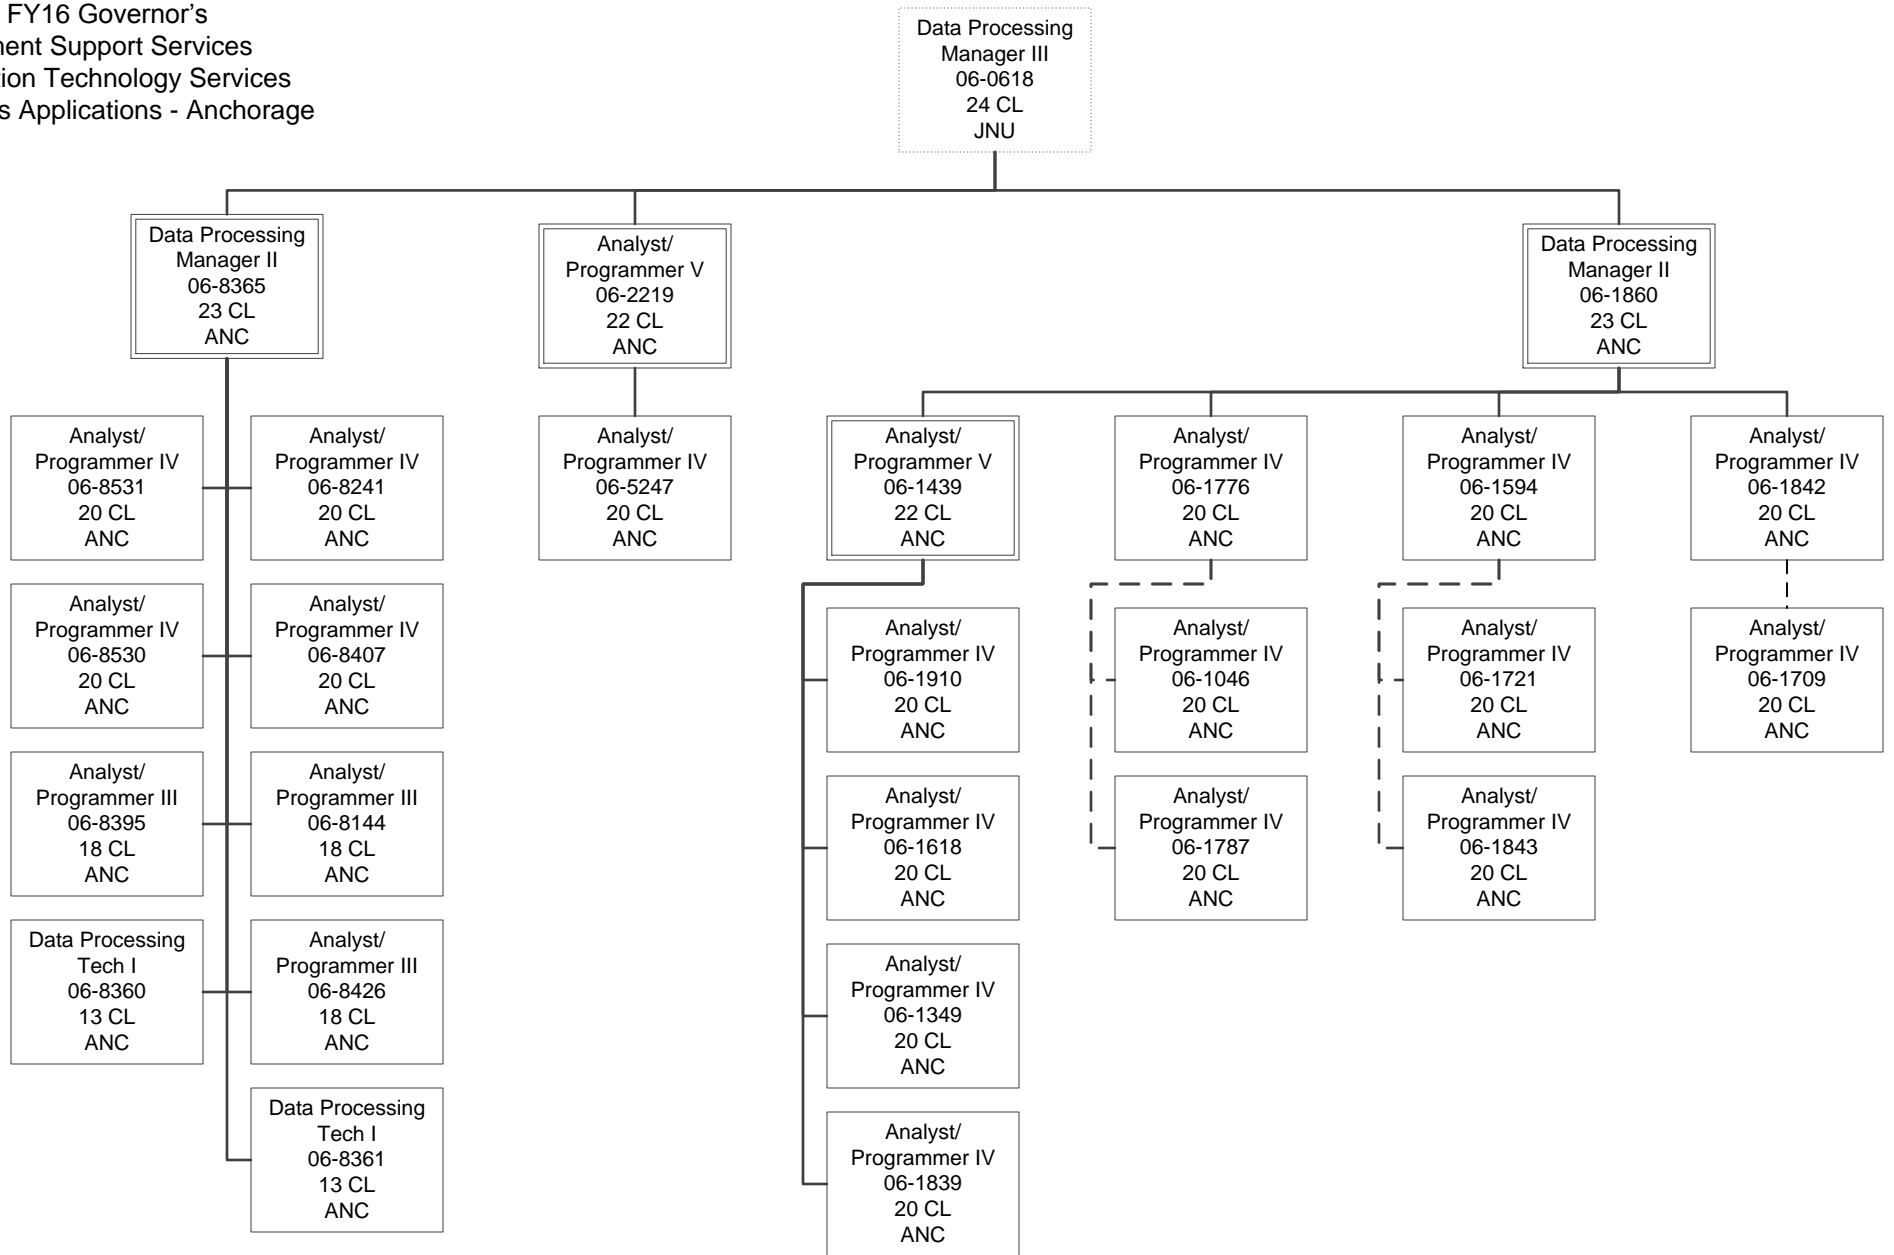 FY16 Governor's
Support Services
Technology Services
Applications - Anchorage
Data Processing
Manager III
06-0618
24 CL
JNU
Data Processing
Manager II
06-8365
23 CL
ANC
Analyst/
Programmer V
06-2219
22 CL
ANC
Data Processing
Manager II
06-1860
23 CL
ANC
Analyst/
Programmer IV
06-8531
20 CL
ANC
Analyst/
Programmer IV
06-8241
20 CL
ANC
Analyst/
Programmer IV
06-5247
20 CL
ANC
Analyst/
Programmer V
06-1439
22 CL
ANC
Analyst/
Programmer IV
06-1776
20 CL
ANC
Analyst/
Programmer IV
06-1594
20 CL
ANC
Analyst/
Programmer IV
06-1842
20 CL
ANC
Analyst/
Programmer IV
06-8530
20 CL
ANC
Analyst/
Programmer IV
06-8407
20 CL
ANC
Analyst/
Programmer IV
06-1910
20 CL
ANC
Analyst/
Programmer IV
06-1046
20 CL
ANC
Analyst/
Programmer IV
06-1721
20 CL
ANC
Analyst/
Programmer IV
06-1709
20 CL
ANC
Analyst/
Programmer III
06-8395
18 CL
ANC
Analyst/
Programmer III
06-8144
18 CL
ANC
Analyst/
Programmer IV
06-1618
20 CL
ANC
Analyst/
Programmer IV
06-1787
20 CL
ANC
Analyst/
Programmer IV
06-1843
20 CL
ANC
Data Processing
Tech I
06-8360
13 CL
ANC
Analyst/
Programmer III
06-8426
18 CL
ANC
Analyst/
Programmer IV
06-1349
20 CL
ANC
Data Processing
Tech I
06-8361
13 CL
ANC
Analyst/
Programmer IV
06-1839
20 CL
ANC